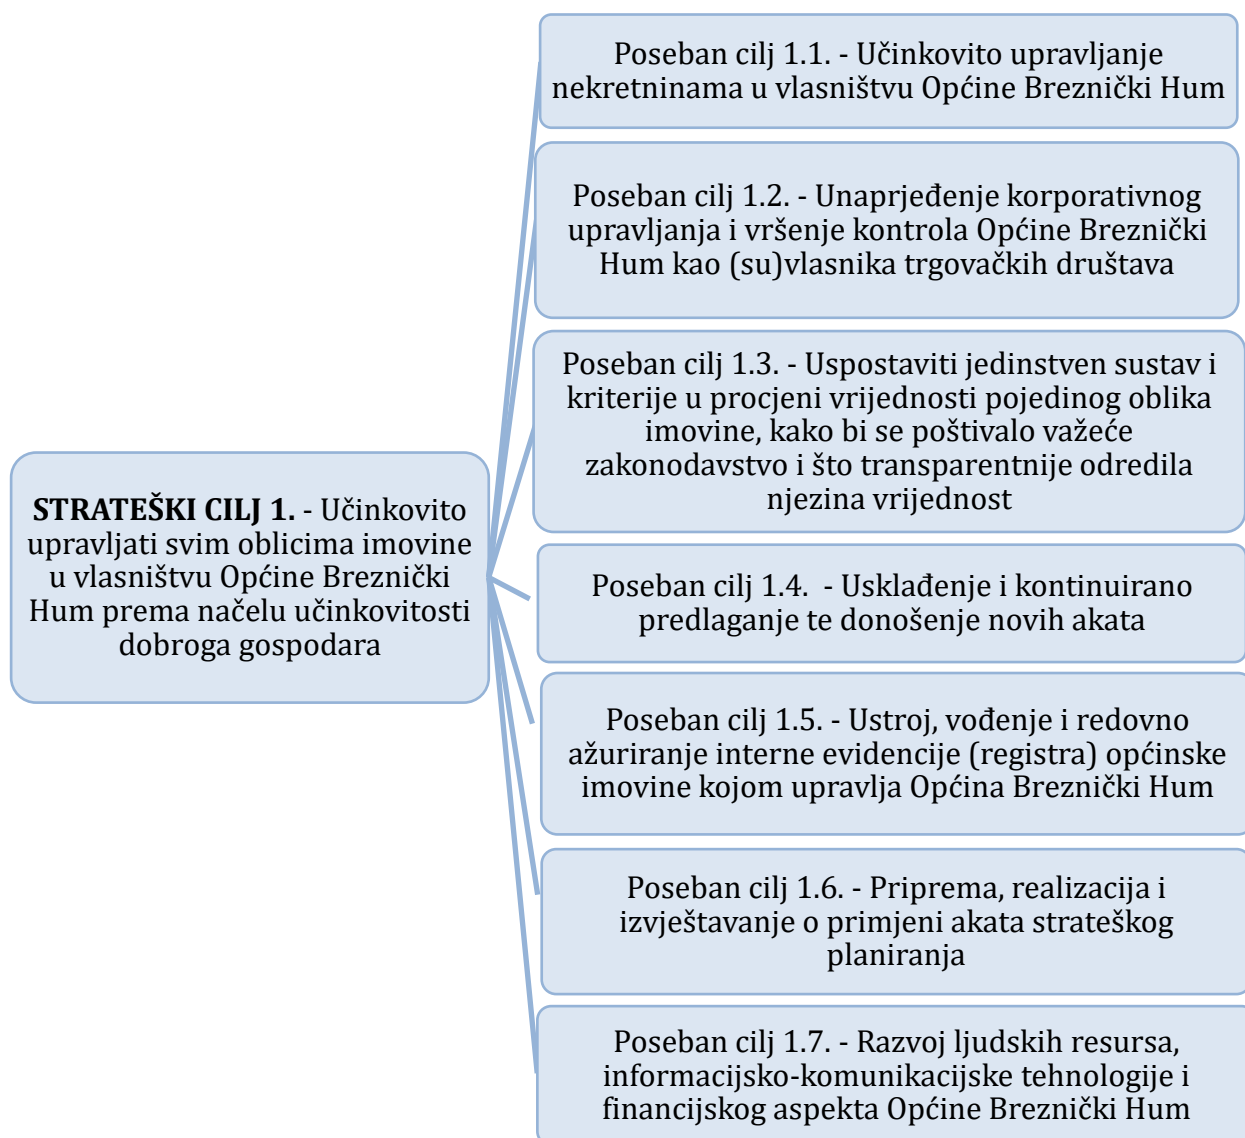 Poseban cilj 1.1. - Učinkovito upravljanje
nekretninama u vlasništvu Općine Breznički Hum
Poseban cilj 1.2. - Unaprjeđenje korporativnog
upravljanja i vršenje kontrola Općine Breznički
Hum kao (su)vlasnika trgovačkih društava
Poseban cilj 1.3. - Uspostaviti jedinstven sustav i
kriterije u procjeni vrijednosti pojedinog oblika
imovine, kako bi se poštivalo važeće
zakonodavstvo i što transparentnije odredila
njezina vrijednost
STRATEŠKI CILJ 1. - Učinkovito
upravljati svim oblicima imovine
u vlasništvu Općine Breznički
Hum prema načelu učinkovitosti
dobroga gospodara
Poseban cilj 1.4.  - Usklađenje i kontinuirano
predlaganje te donošenje novih akata
Poseban cilj 1.5. - Ustroj, vođenje i redovno
ažuriranje interne evidencije (registra) općinske
imovine kojom upravlja Općina Breznički Hum
Poseban cilj 1.6. - Priprema, realizacija i
izvještavanje o primjeni akata strateškog
planiranja
Poseban cilj 1.7. - Razvoj ljudskih resursa,
informacijsko-komunikacijske tehnologije i
financijskog aspekta Općine Breznički Hum